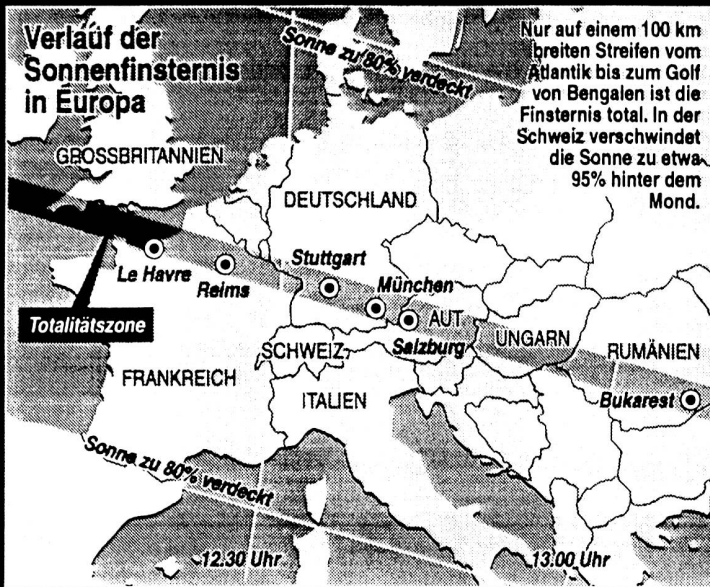 Verlauf der
Sonnenfinsternis
in Europa
Sonne zu 80% verdeckt
Nur auf einem 100 km
breiten Streifen vom
Atlantik bis zum Golf
von Bengalen ist die
Finsternis total. In der
Schweiz verschwindet
die Sonne zu etwa
95% hinter dem
Mond.
GROSSBRITANNIEN
DEUTSCHLAND
Le Havre
Reims
Stuttgart
München
Totalitätszone
AUT.
Salzburg
UNGARN
RUMÄNIEN
SCHWEIZ
FRANKREICH
ITALIEN
Bukarest
Sonne zu 80% verdeckt
12.30 Uhr
13.00 Uhr